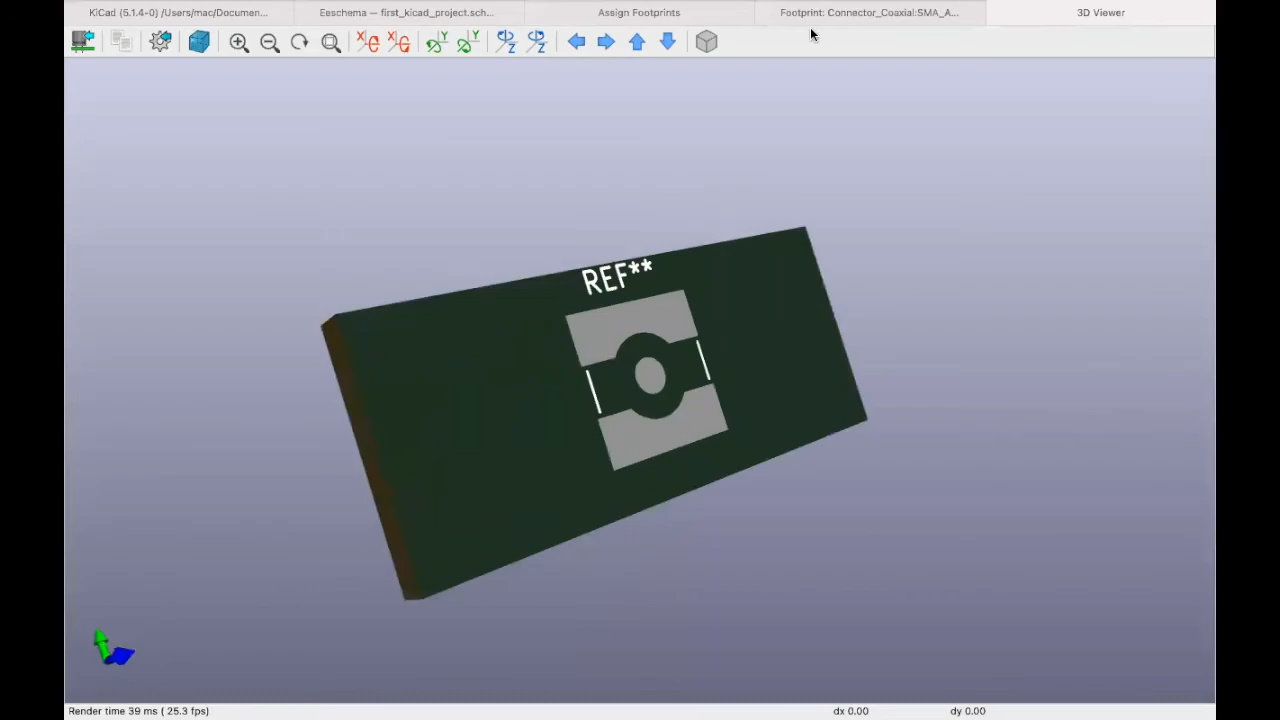 KiCad (5.1.4-0) /Users/mac/Documen...
Eeschema — first_kicad_project.sch...
Assign Footprints
Footprint: Connector_Coaxial:SMA_A...
3D Viewer
REF**
Render time 39 ms ( 25.3 fps)
dx 0.00
dy 0.00